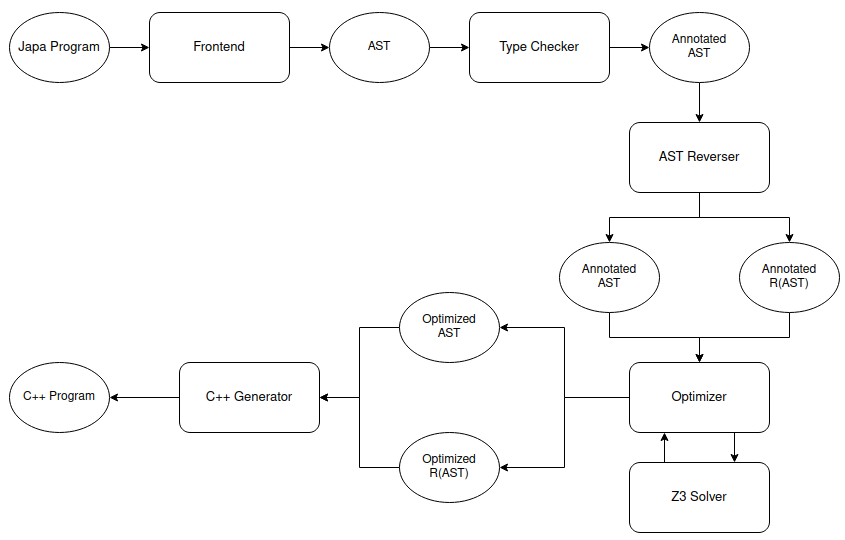 Japa Program
Frontend
AST
Type Checker
Annotated
AST
AST Reverser
Annotated
AST
Annotated
R(AST)
Optimized
AST
C++ Program
C++ Generator
Optimizer
Optimized
R(AST)
Z3 Solver